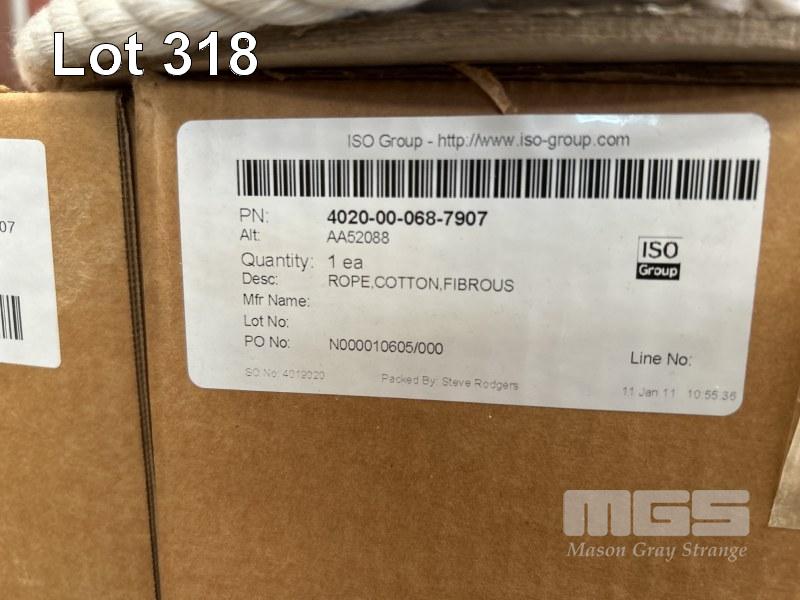 Lot 318
ISO Group - http://www.iso-group.com
PN: 4020-00-068-7907
Alt: AA52088
Quantity: 1 ea
Desc: ROPE,COTTON,FIBROUS
Mfr Name:
Lot No:
PO No: N000010605/000
Line No:
SO No: 4019020
Packed By: Steve Rodgers
11 Jan 11 10:55:36
ISO
Group
07
MGS
Mason Gray Strange